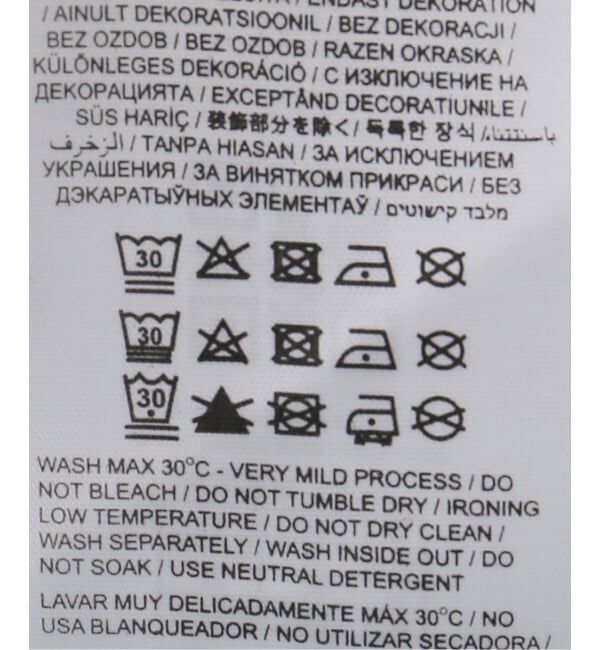 ENDAST DEKORATION
/ AINULT DEKORATSIOONIL / BEZ DEKORACJI /
BEZ OZDOB / BEZ OZDOB / RAZEN OKRASKA /
KÜLÖNLEGES DEKORÁCIÓ / С ИЗКЛЮЧЕНИЕ НА
ДЕКОРАЦИЯТА / EXCEPTÂND DECORATIUNILE /
SÜS HARİÇ / 装飾部分を除く / 독특한 장식 / باستثناء
الزخرف / TANPA HIASAN / ЗА ИСКЛЮЧЕНИЕМ
УКРАШЕНИЯ / ЗА ВИНЯТКОМ ПРИКРАСИ / БЕЗ
ДЭКАРАТЫЎНЫХ ЭЛЕМЕНТАЎ / מלבד קישוטים
30
30
30
WASH MAX 30°C - VERY MILD PROCESS / DO
NOT BLEACH / DO NOT TUMBLE DRY / IRONING
LOW TEMPERATURE / DO NOT DRY CLEAN /
WASH SEPARATELY / WASH INSIDE OUT / DO
NOT SOAK / USE NEUTRAL DETERGENT
LAVAR MUY DELICADAMENTE MÁX 30°C / NO
USA BLANQUEADOR / NO UTILIZAR SECADORA /